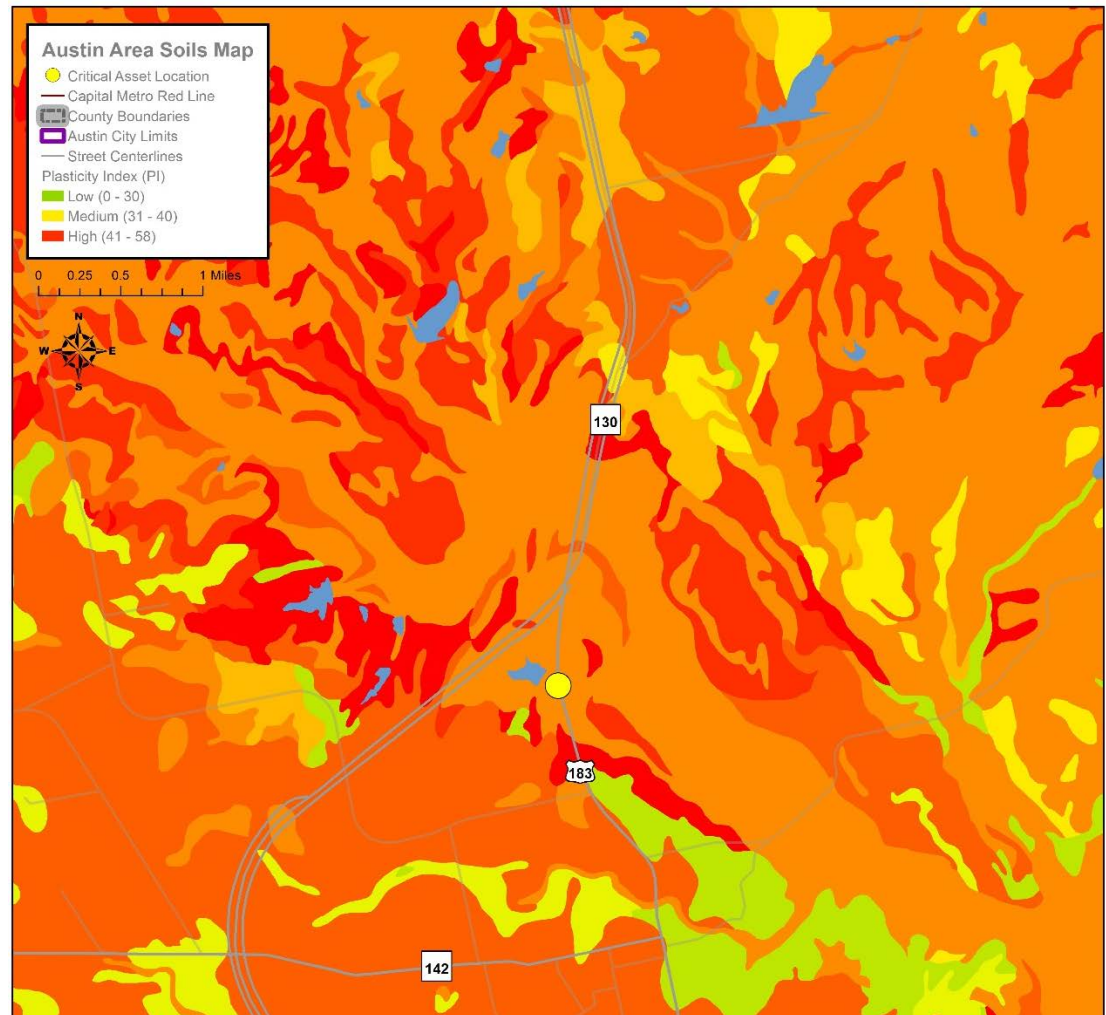 Austin Area Soils Map
Critical Asset Location
Capital Metro Red Line
County Boundaries
Austin City Limits
Street Centerlines
Plasticity Index (PI)
Low (0 - 30)
Medium (31 - 40)
High (41 - 58)
0 0.25 0.5 1 Miles
N
W E
S
130
183
142